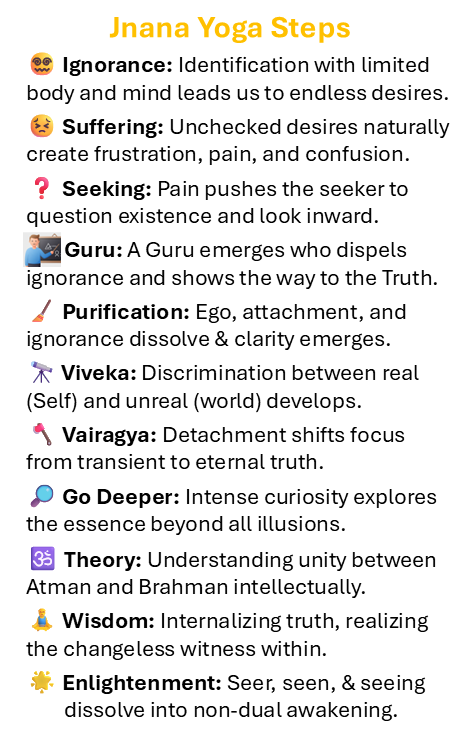 Jnana Yoga Steps
😵‍💫 Ignorance: Identification with limited
body and mind leads us to endless desires.
😣 Suffering: Unchecked desires naturally
create frustration, pain, and confusion.
❓ Seeking: Pain pushes the seeker to
question existence and look inward.
Guru: A Guru emerges who dispels
ignorance and shows the way to the Truth.
🧹 Purification: Ego, attachment, and
ignorance dissolve & clarity emerges.
🔭 Viveka: Discrimination between real
(Self) and unreal (world) develops.
🪓 Vairagya: Detachment shifts focus
from transient to eternal truth.
🔎 Go Deeper: Intense curiosity explores
the essence beyond all illusions.
🕉️ Theory: Understanding unity between
Atman and Brahman intellectually.
🧘 Wisdom: Internalizing truth, realizing
the changeless witness within.
🌟 Enlightenment: Seer, seen, & seeing
dissolve into non-dual awakening.